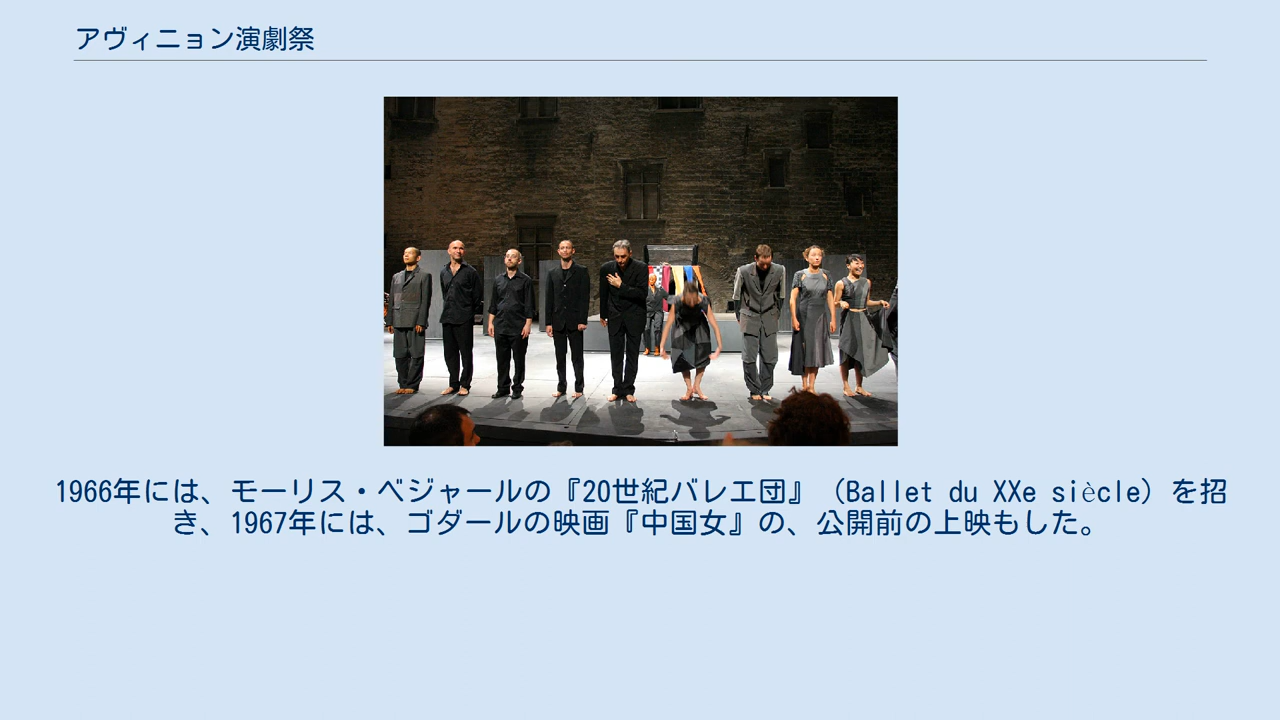 アヴィニョン演劇祭
1966年には、モーリス・ベジャールの『20世紀バレエ団』（Ballet du XXe siècle）を招
き、1967年には、ゴダールの映画『中国女』の、公開前の上映もした。